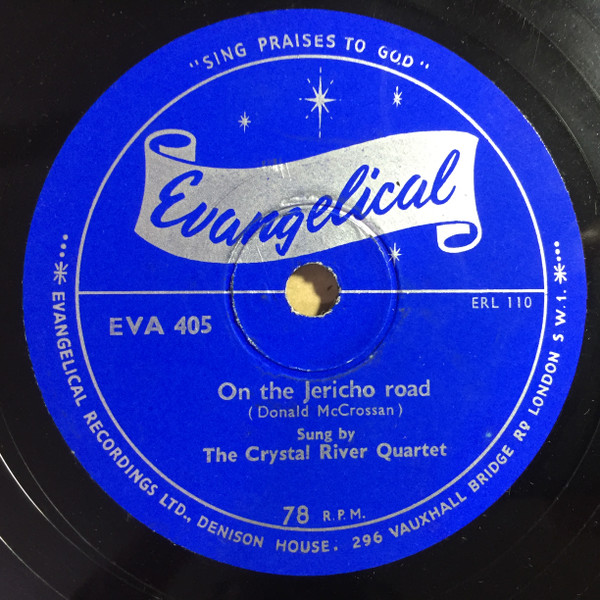 "SING PRAISES TO GOD"
Evangelical
ERL 110
EVA 405
On the Jericho road
(Donald McCrossan)
Sung by
The Crystal River Quartet
78 R.P.M.
EVANGELICAL RECORDINGS LTD., DENISON HOUSE. 296 VAUXHALL BRIDGE RD LONDON S W.1.